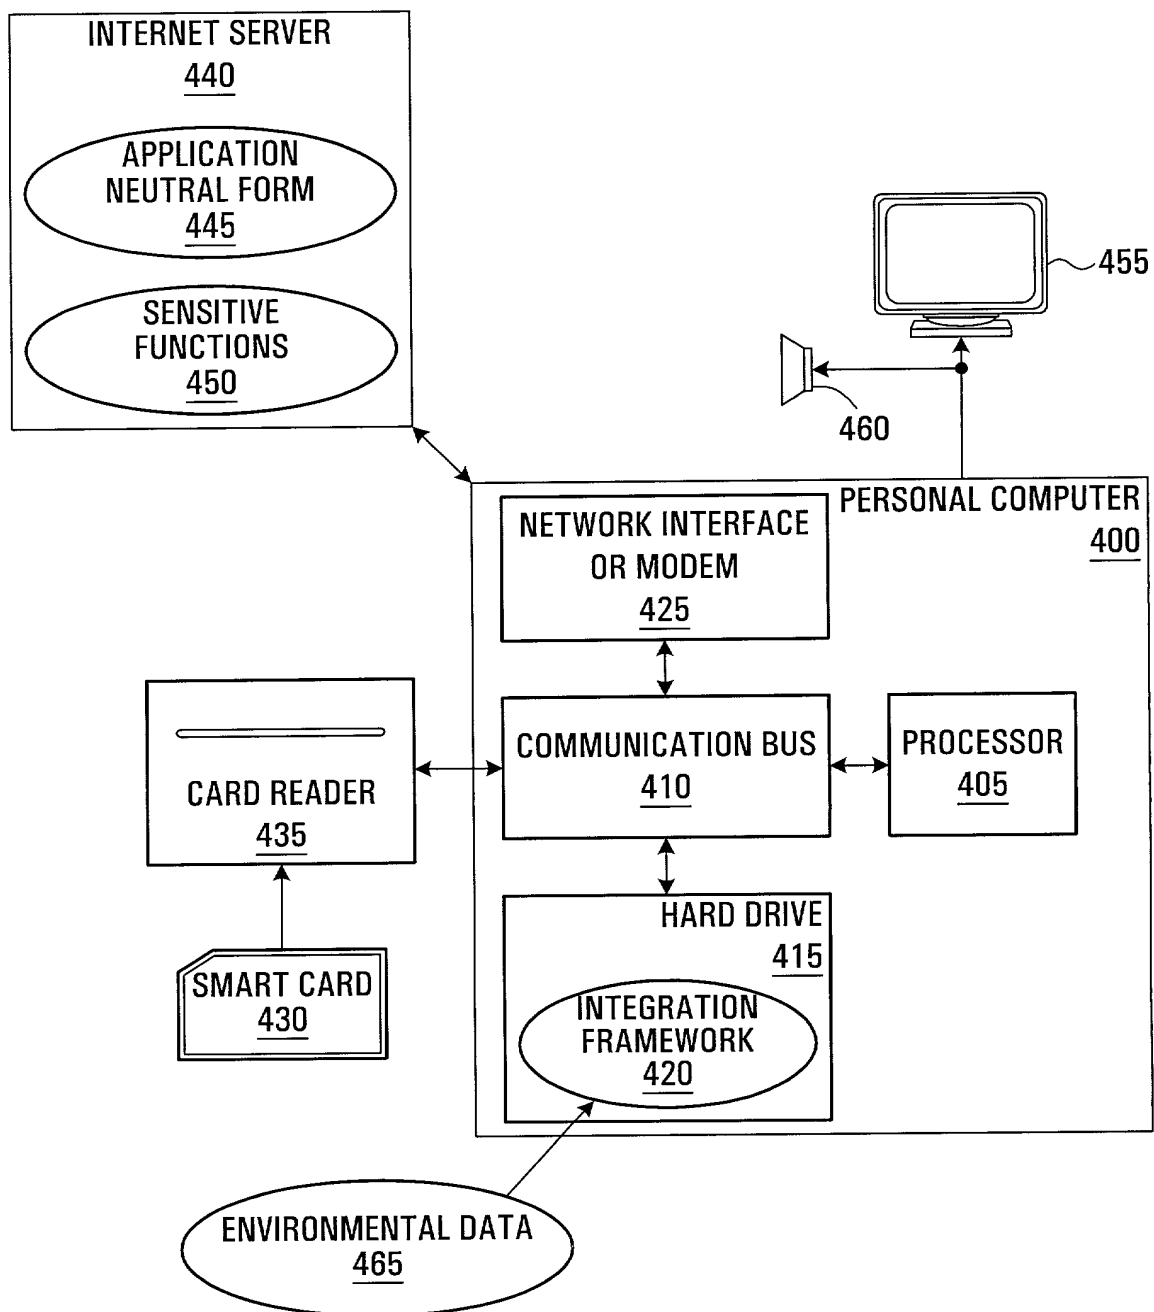 INTERNET SERVER
440
APPLICATION
NEUTRAL FORM
445
SENSITIVE
FUNCTIONS
450
455
460
PERSONAL COMPUTER
400
NETWORK INTERFACE
OR MODEM
425
COMMUNICATION BUS
410
PROCESSOR
405
CARD READER
435
HARD DRIVE
415
SMART CARD
430
INTEGRATION
FRAMEWORK
420
ENVIRONMENTAL DATA
465